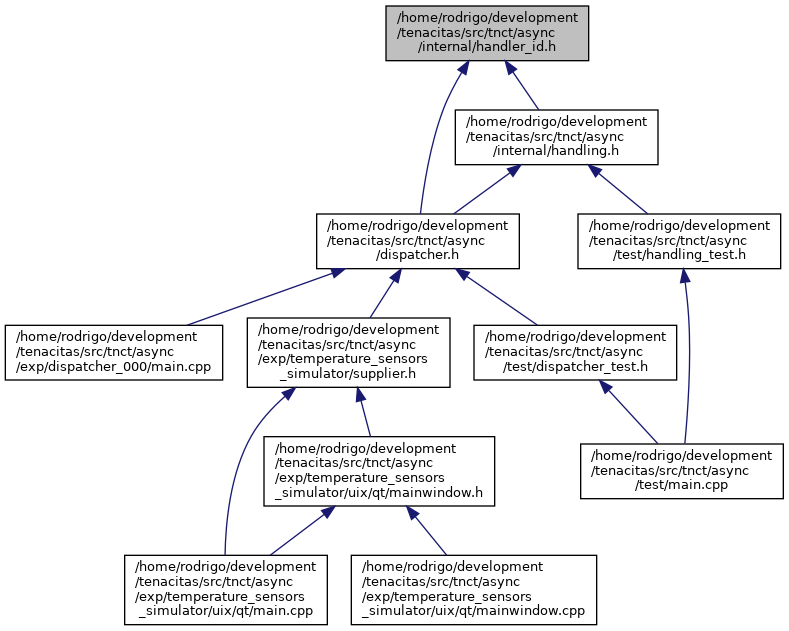 /home/rodrigo/development
/tenacitas/src/tnct/async
/internal/handler_id.h
/home/rodrigo/development
/tenacitas/src/tnct/async
/internal/handling.h
/home/rodrigo/development
/tenacitas/src/tnct/async
/dispatcher.h
/home/rodrigo/development
/tenacitas/src/tnct/async
/test/handling_test.h
/home/rodrigo/development
/tenacitas/src/tnct/async
/exp/dispatcher_000/main.cpp
/home/rodrigo/development
/tenacitas/src/tnct/async
/exp/temperature_sensors
_simulator/supplier.h
/home/rodrigo/development
/tenacitas/src/tnct/async
/test/dispatcher_test.h
/home/rodrigo/development
/tenacitas/src/tnct/async
/exp/temperature_sensors
_simulator/uix/qt/mainwindow.h
/home/rodrigo/development
/tenacitas/src/tnct/async
/test/main.cpp
/home/rodrigo/development
/tenacitas/src/tnct/async
/exp/temperature_sensors
_simulator/uix/qt/main.cpp
/home/rodrigo/development
/tenacitas/src/tnct/async
/exp/temperature_sensors
_simulator/uix/qt/mainwindow.cpp